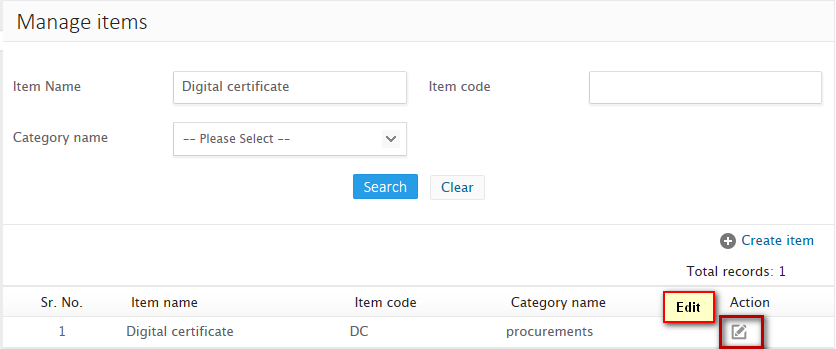 Manage items
Item Name Digital certificate Item code
Category name -- Please Select --
Search Clear
Create item
Total records: 1
Sr. No. Item name Item code Category name Edit Action
1 Digital certificate DC procurements